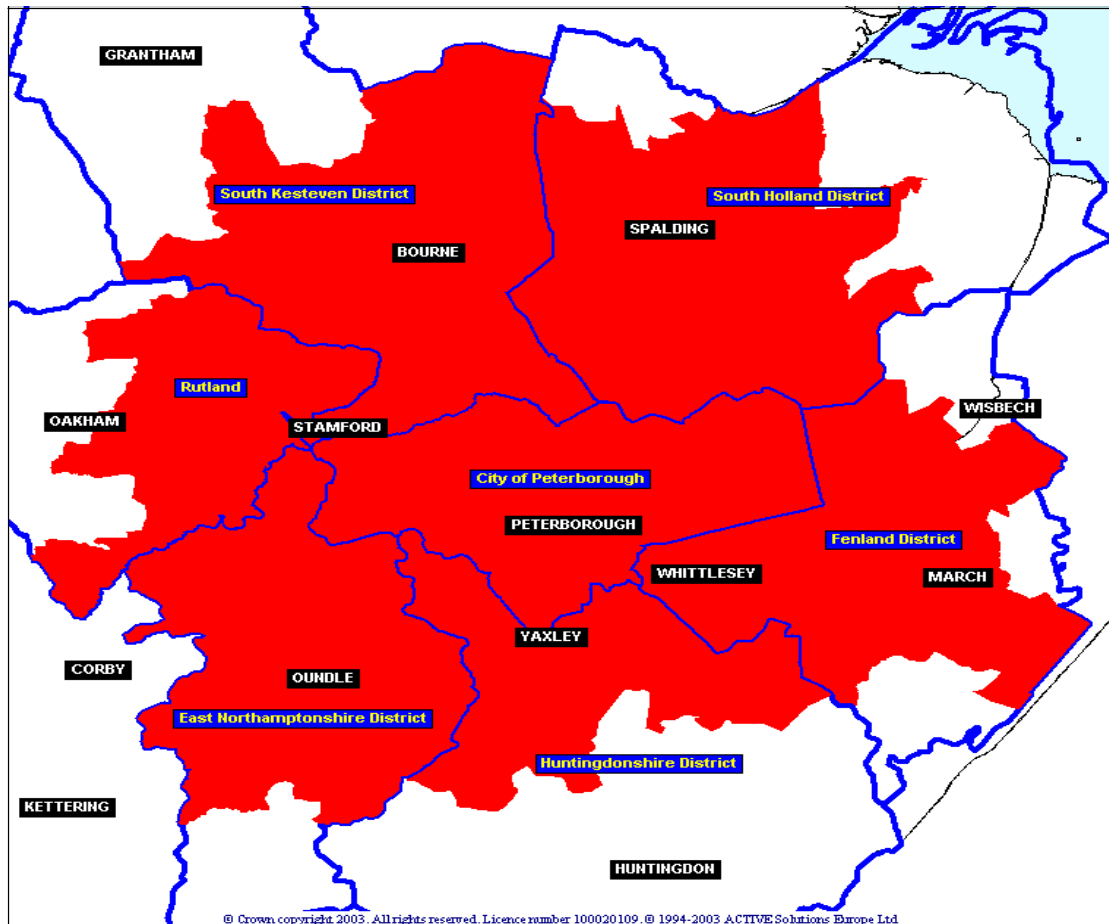 GRANTHAM
South Kesteven District
South Holland District
SPALDING
BOURNE
Rutland
OAKHAM
WISBECH
STAMFORD
City of Peterborough
PETERBOROUGH
Fenland District
WHITTLESEY
MARCH
YAXLEY
CORBY
OUNDLE
East Northamptonshire District
Huntingdonshire District
KETTERING
HUNTINGDON
© Crown copyright 2003. All rights reserved. Licence number 100020109. © 1994-2003 ACTIVE Solutions Europe Ltd